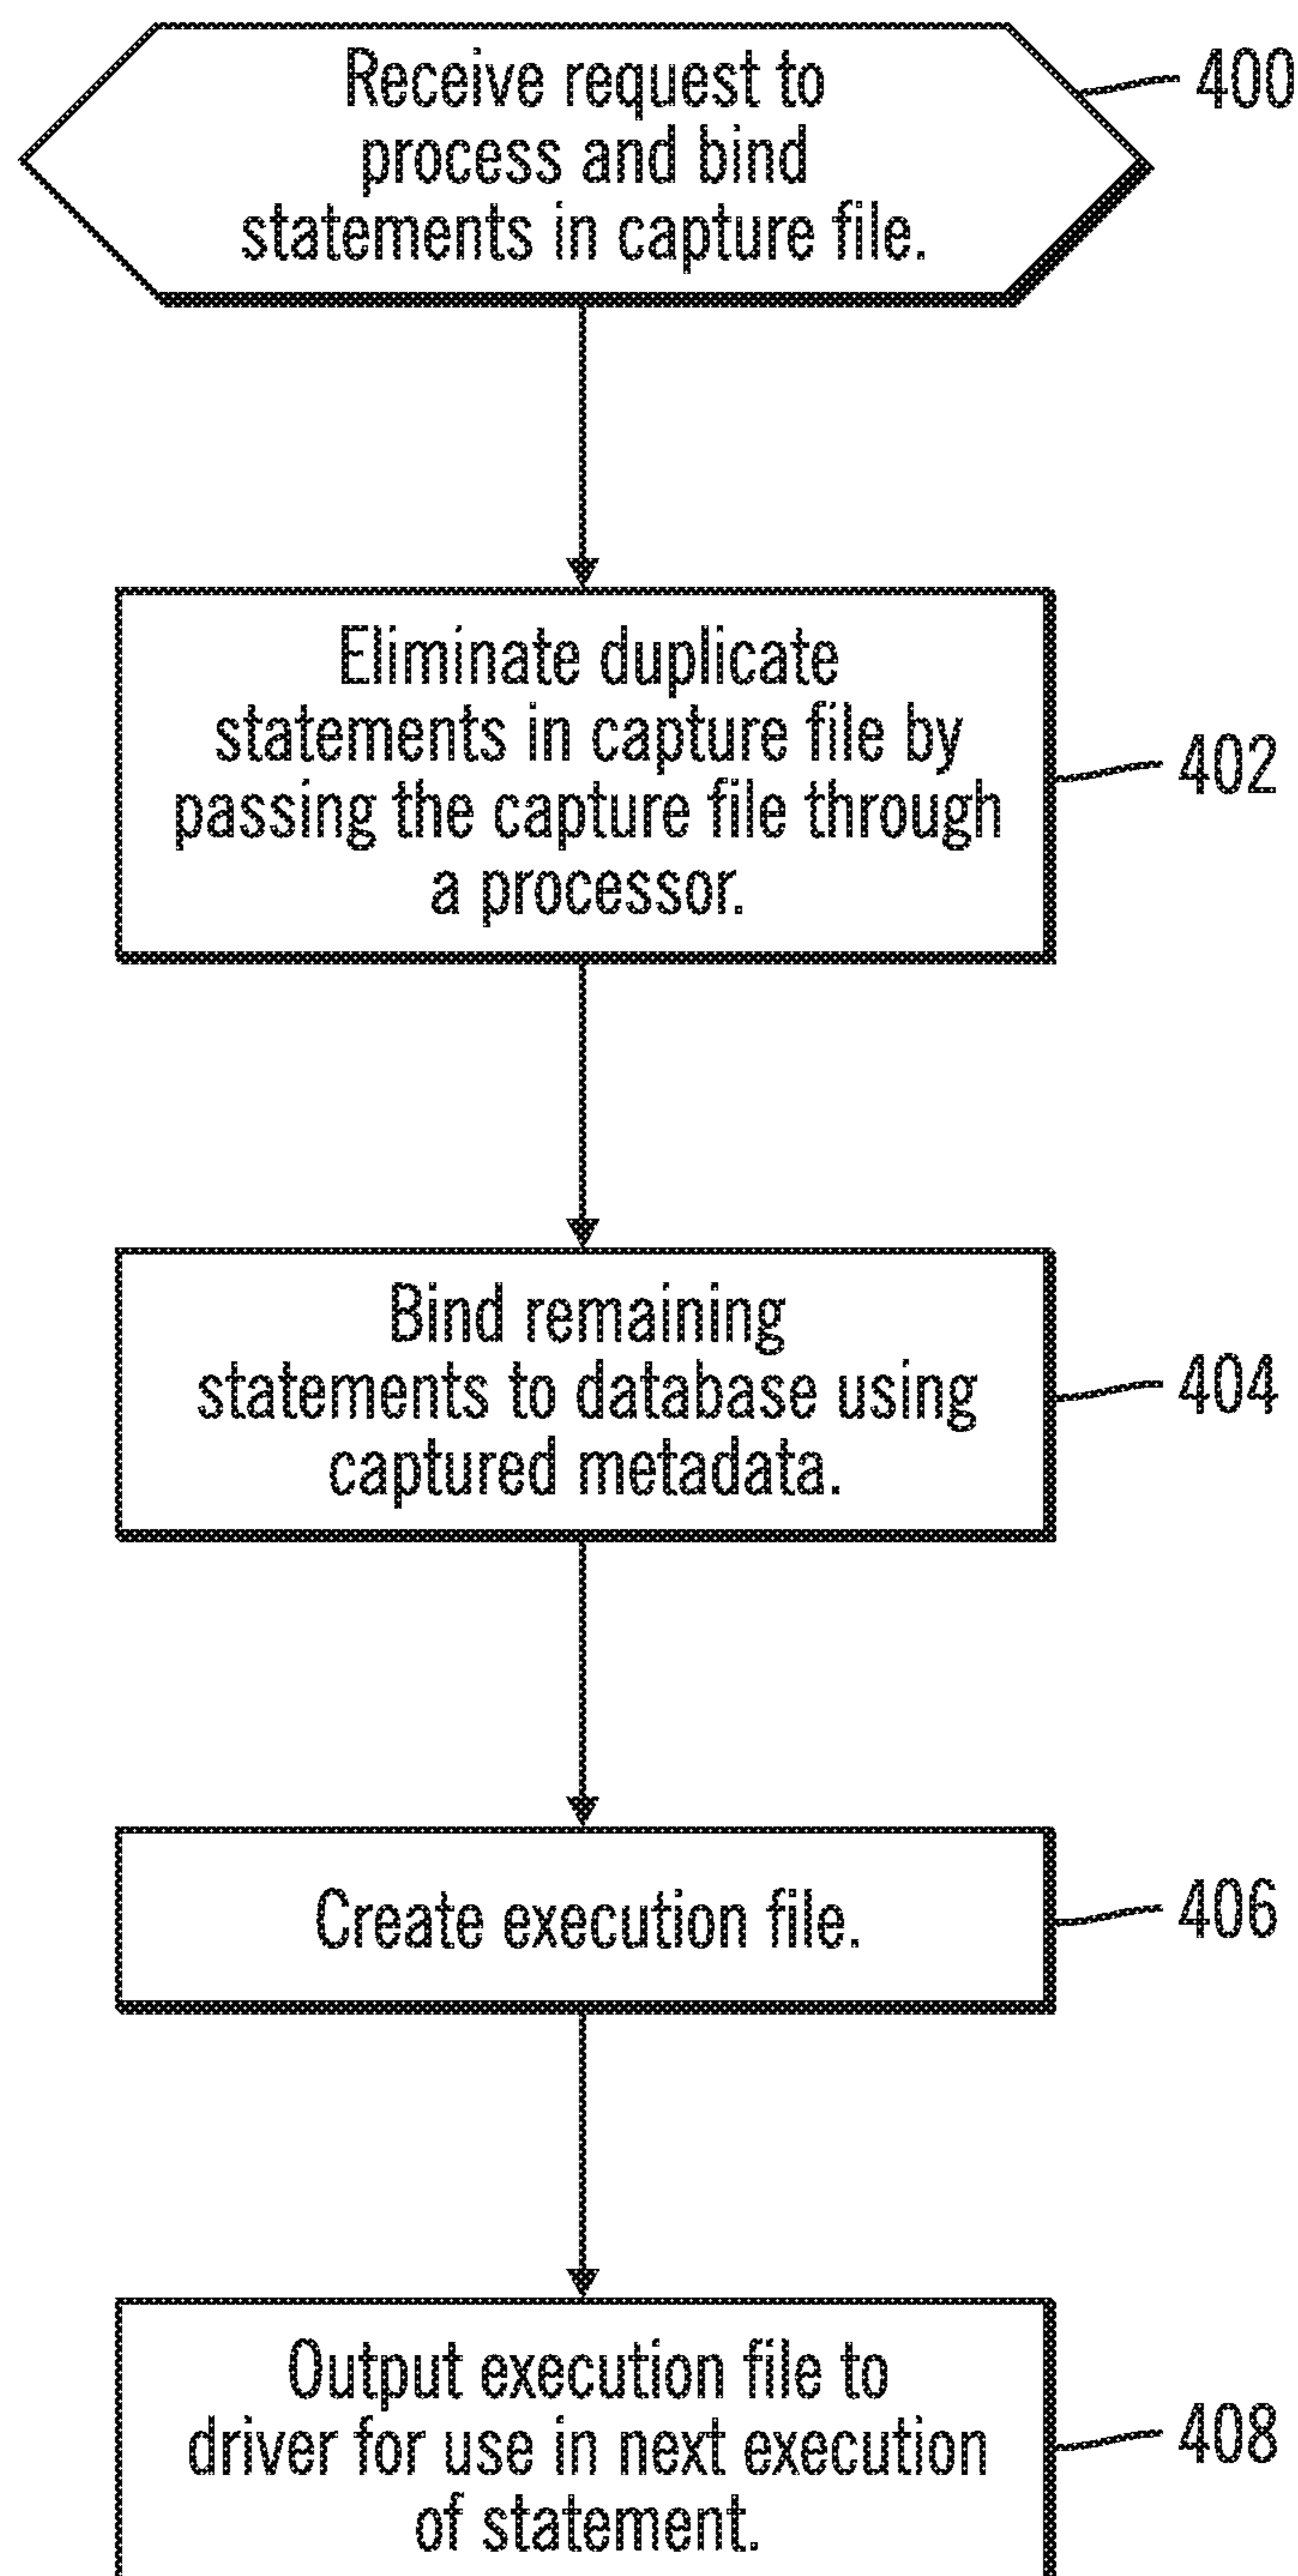 Receive request to
process and bind
statements in capture file.
400
Eliminate duplicate
statements in capture file by
passing the capture file through
a processor.
402
Bind remaining
statements to database using
captured metadata.
404
Create execution file.
406
Output execution file to
driver for use in next execution
of statement.
408